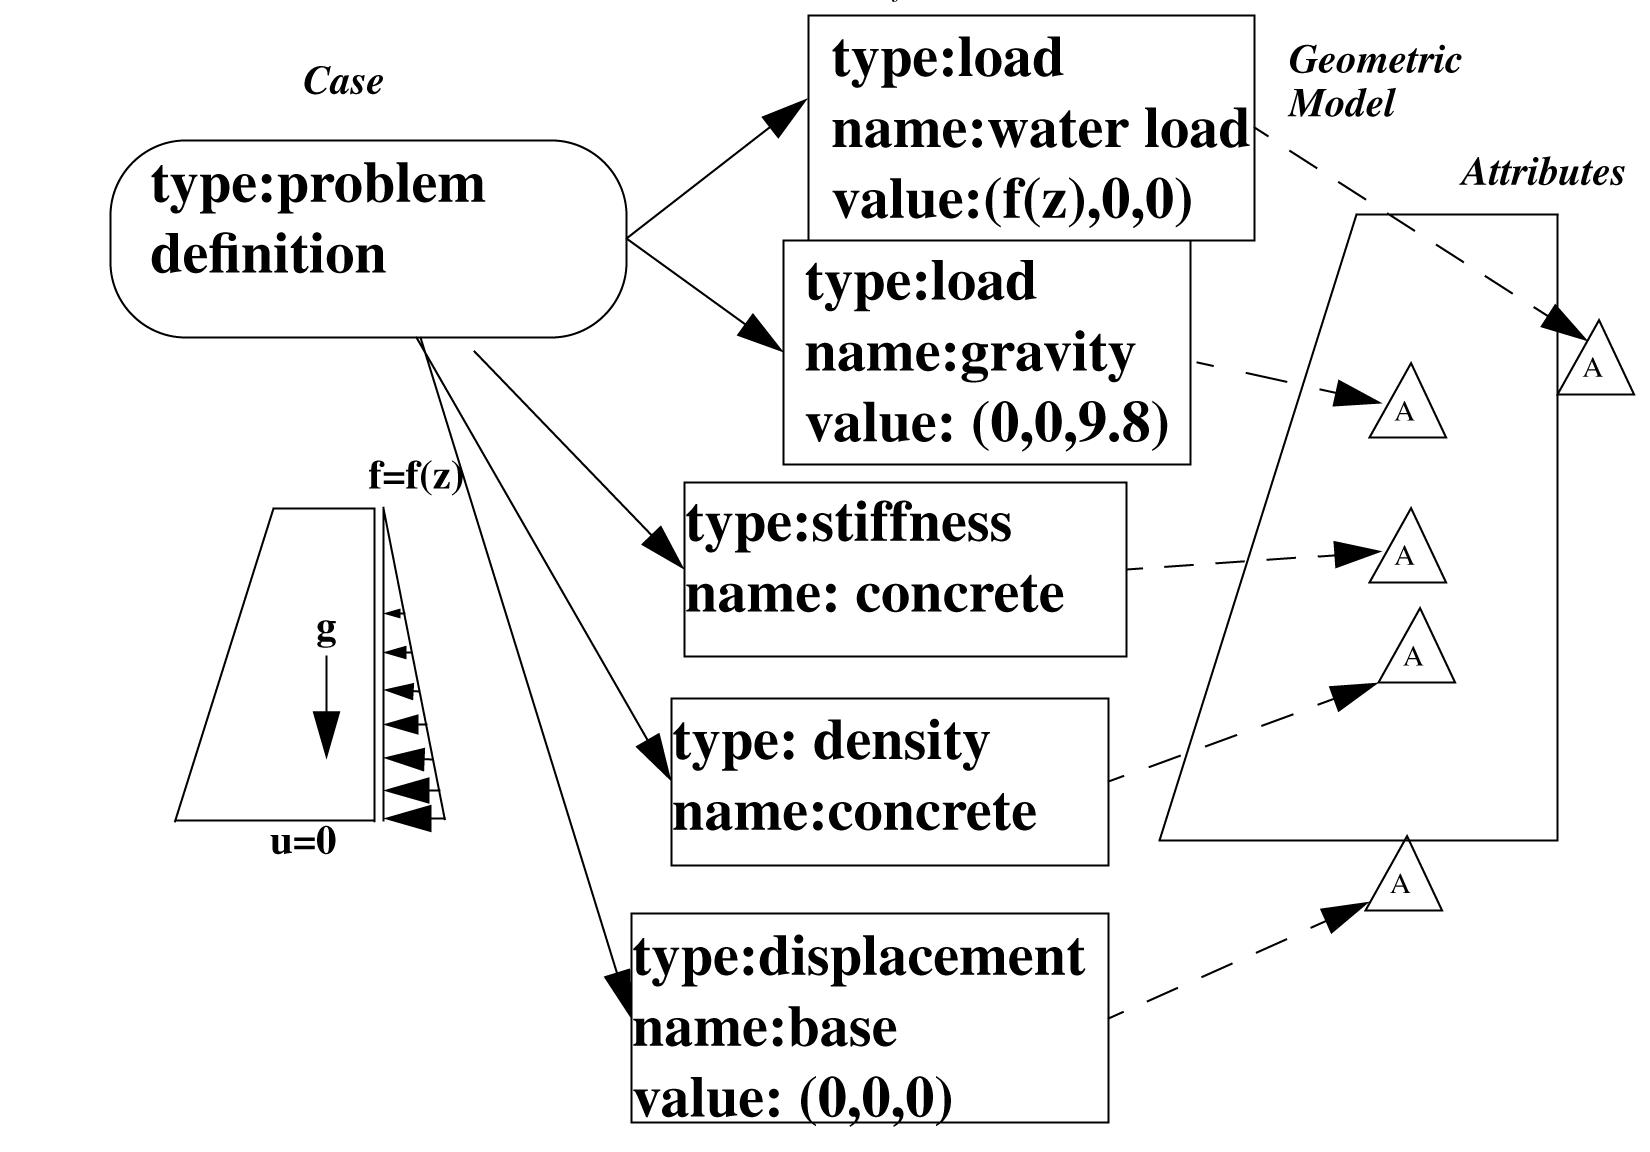 Case
type:problem
definition
type:load
name:water load
value:(f(z),0,0)
Geometric
Model
Attributes
type:load
name:gravity
value: (0,0,9.8)
A
A
f=f(z)
type:stiffness
name: concrete
A
g
A
type: density
name:concrete
u=0
A
type:displacement
name:base
value: (0,0,0)